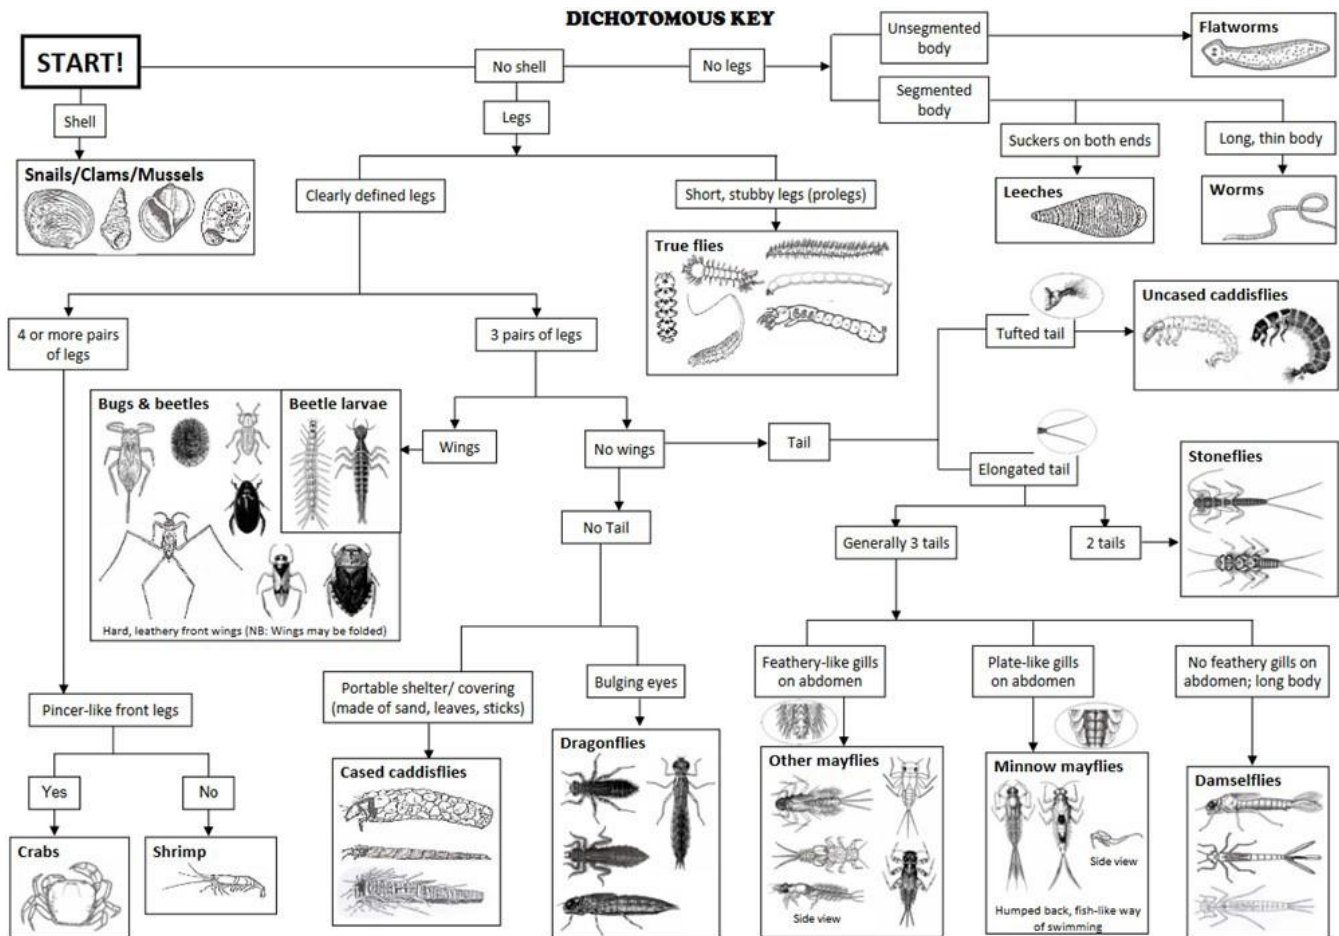 DICHOTOMOUS KEY
START!
No shell
No legs
Unsegmented
body
Flatworms
Segmented
body
Shell
Legs
Suckers on both ends
Long, thin body
Snails/Clams/Mussels
Clearly defined legs
Short, stubby legs (prolegs)
Leeches
Worms
True flies
4 or more pairs
of legs
3 pairs of legs
Tufted tail
Uncased caddisflies
Bugs & beetles
Beetle larvae
Wings
No wings
Tail
Elongated tail
Stoneflies
No Tail
Generally 3 tails
2 tails
Hard, leathery front wings (NB: Wings may be folded)
Portable shelter/ covering
(made of sand, leaves, sticks)
Bulging eyes
Feathery-like gills
on abdomen
Plate-like gills
on abdomen
No feathery gills on
abdomen; long body
Pincer-like front legs
Yes
No
Cased caddisflies
Dragonflies
Other mayflies
Side view
Minnow mayflies
Side view
Humped back, fish-like way
of swimming
Damselflies
Crabs
Shrimp